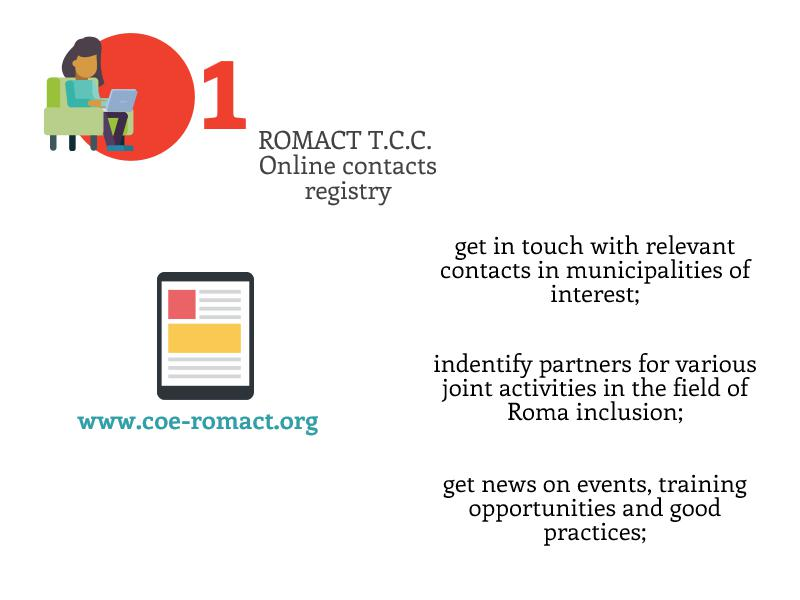 1
ROMACT T.C.C.
Online contacts
registry
get in touch with relevant
contacts in municipalities of
interest;
indentify partners for various
joint activities in the field of
Roma inclusion;
www.coe-romact.org
get news on events, training
opportunities and good
practices;